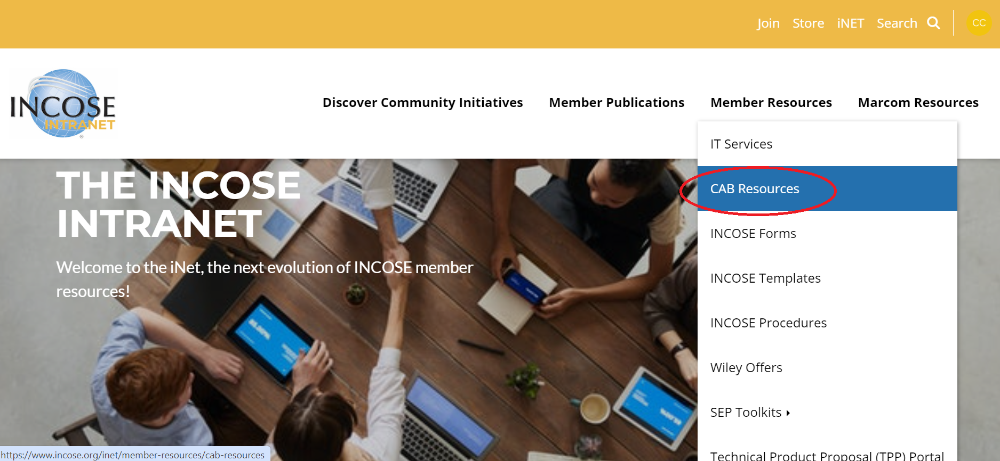 Join Store iNET Search CC
INCOSE
INTRANET
®
Discover Community Initiatives Member Publications Member Resources Marcom Resources
IT Services
CAB Resources
INCOSE Forms
INCOSE Templates
INCOSE Procedures
Wiley Offers
SEP Toolkits
Technical Product Proposal (TPP) Portal
THE INCOSE
INTRANET
Welcome to the iNet, the next evolution of INCOSE member
resources!
https://www.incose.org/inet/member-resources/cab-resources